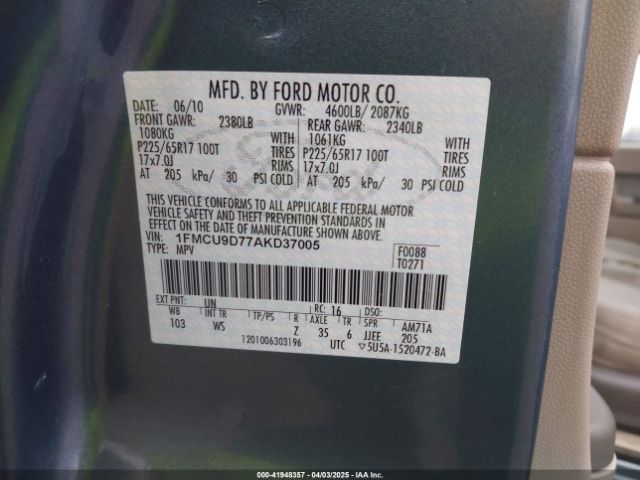 MFD. BY FORD MOTOR CO.
DATE: 06/10 GVWR: 4600LB/ 2087KG
FRONT GAWR: 2380LB REAR GAWR: 2340LB
1080KG WITH 1061KG WITH
P225/65R17 100T TIRES P225/65R17 100T TIRES
17x7.0J RIMS 17x7.0J RIMS
AT 205 kPa/ 30 PSI COLD AT 205 kPa/ 30 PSI COLD
THIS VEHICLE CONFORMS TO ALL APPLICABLE FEDERAL MOTOR
VEHICLE SAFETY AND THEFT PREVENTION STANDARDS IN
EFFECT ON THE DATE OF MANUFACTURE SHOWN ABOVE.
VIN: 1FMCU9D77AKD37005 F0088
TYPE: MPV T0271
EXT PNT: UN RC: 16 DSO:
WB INT TR TP/PS R AXLE TR SPR AM71A
103 WS Z 35 6 JJEE 205
1201006303196 UTC ▽5U5A-1520472-BA
000-41948357 - 04/03/2025 - IAA Inc.